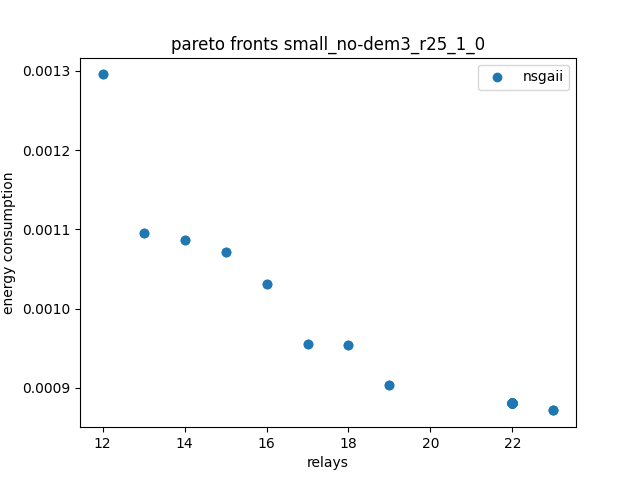 pareto fronts small_no-dem3_r25_1_0
nsgaii
0.0013
0.0012
0.0011
0.0010
0.0009
energy consumption
12 14 16 18 20 22
relays